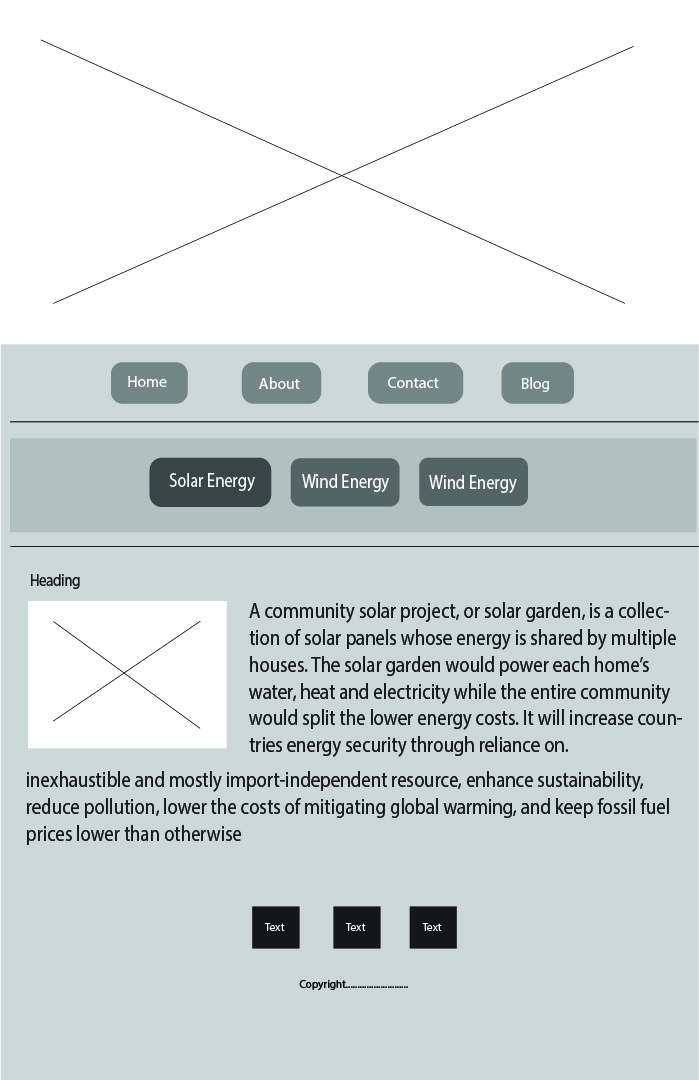 Home About Contact Blog
Solar Energy Wind Energy Wind Energy
Heading
A community solar project, or solar garden, is a collec-
tion of solar panels whose energy is shared by multiple
houses. The solar garden would power each home's
water, heat and electricity while the entire community
would split the lower energy costs. It will increase coun-
tries energy security through reliance on.
inexhaustible and mostly import-independent resource, enhance sustainability,
reduce pollution, lower the costs of mitigating global warming, and keep fossil fuel
prices lower than otherwise
Text Text Text
Copyright...........................